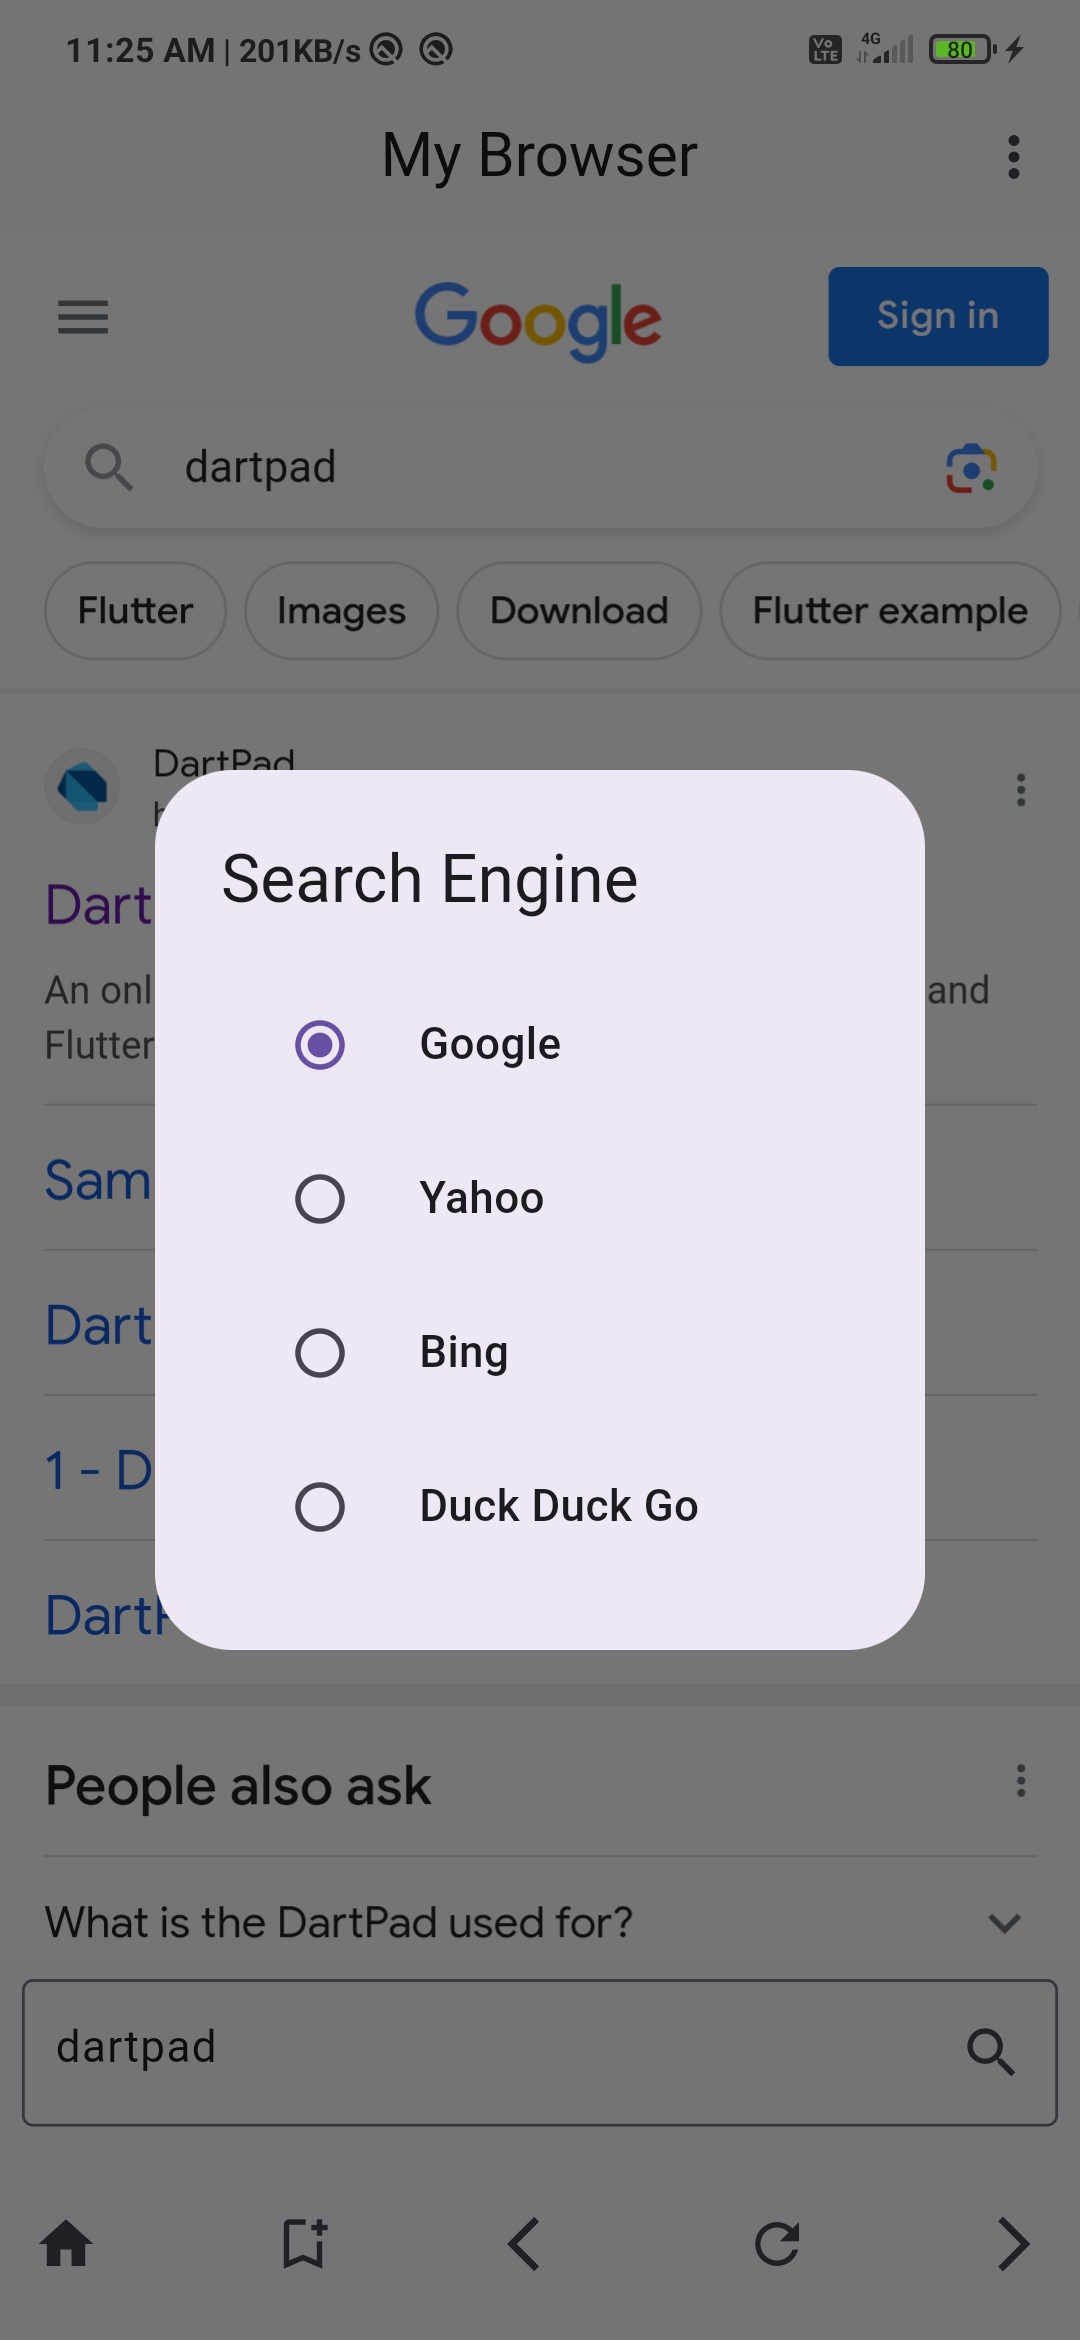 11:25 AM | 201KB/s
Vo LTE 4G 80
My Browser
Google
Sign in
dartpad
Flutter Images Download Flutter example
DartPad
Dart
Search Engine
An onl and
Flutter
Google
Sam
Yahoo
Dart
Bing
1 - D
Duck Duck Go
Dart
People also ask
What is the DartPad used for?
dartpad